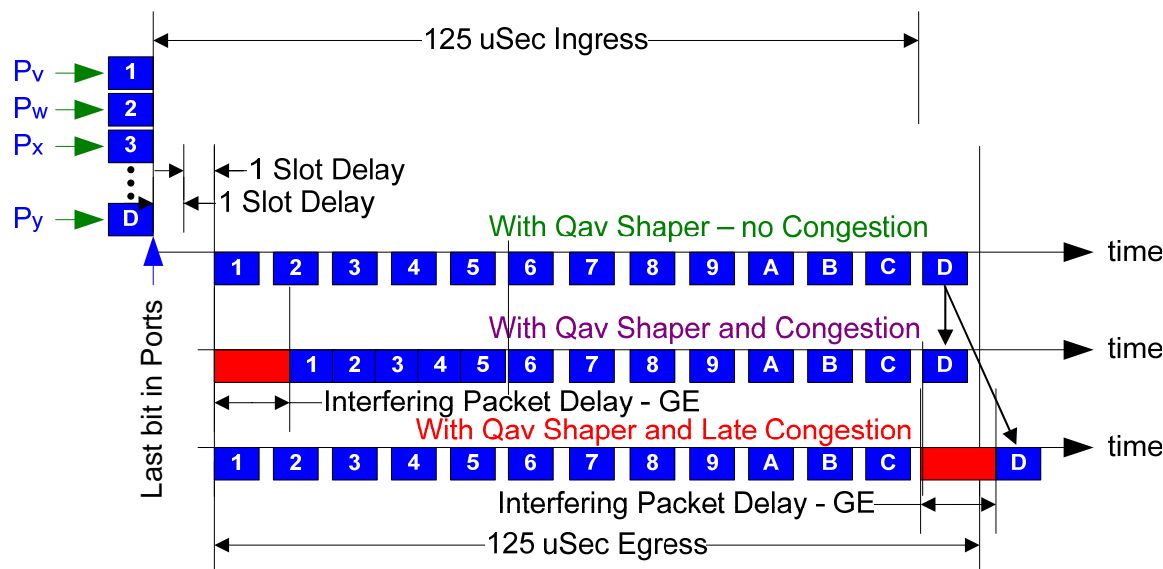 125 uSec Ingress
Pv 1
Pw 2
Px 3
1 Slot Delay
1 Slot Delay
Py D
With Qav Shaper – no Congestion
time
1 2 3 4 5 6 7 8 9 A B C D
With Qav Shaper and Congestion
time
1 2 3 4 5 6 7 8 9 A B C D
Interfering Packet Delay - GE
With Qav Shaper and Late Congestion
time
1 2 3 4 5 6 7 8 9 A B C D
Last bit in Ports
Interfering Packet Delay - GE
125 uSec Egress